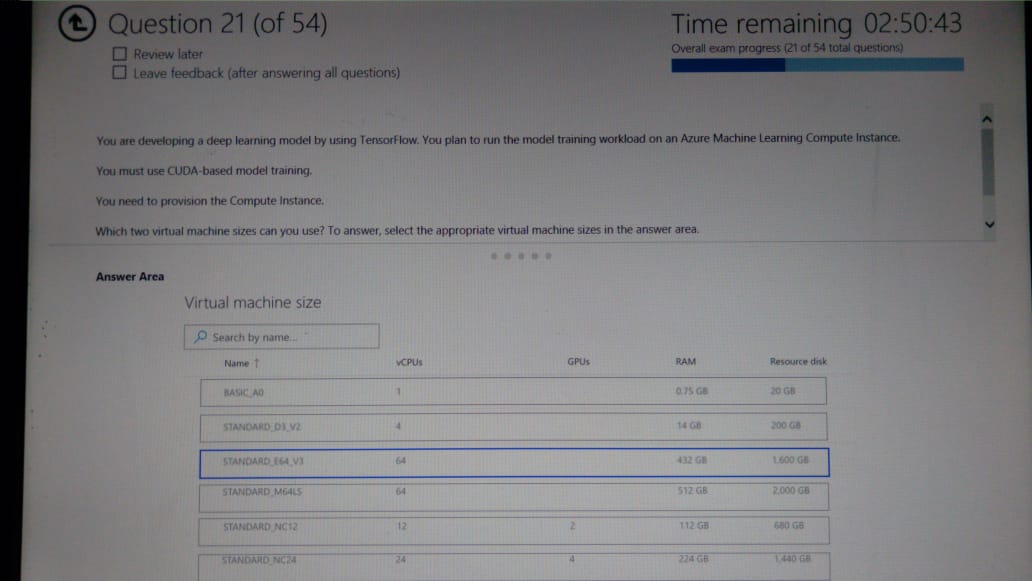 Question 21 (of 54)
Time remaining 02:50:43
Review later
Overall exam progress (21 of 54 total questions)
Leave feedback (after answering all questions)
You are developing a deep learning model by using TensorFlow. You plan to run the model training workload on an Azure Machine Learning Compute Instance.
You must use CUDA-based model training.
You need to provision the Compute Instance.
Which two virtual machine sizes can you use? To answer, select the appropriate virtual machine sizes in the answer area.
Answer Area
Virtual machine size
Search by name...
Name ↑ vCPUs GPUs RAM Resource disk
BASIC_A0 1 0.75 GB 20 GB
STANDARD_D3_V2 4 14 GB 200 GB
STANDARD_E64_V3 64 432 GB 1,600 GB
STANDARD_M64LS 64 512 GB 2,000 GB
STANDARD_NC12 12 2 112 GB 680 GB
STANDARD_NC24 24 4 224 GB 1,440 GB